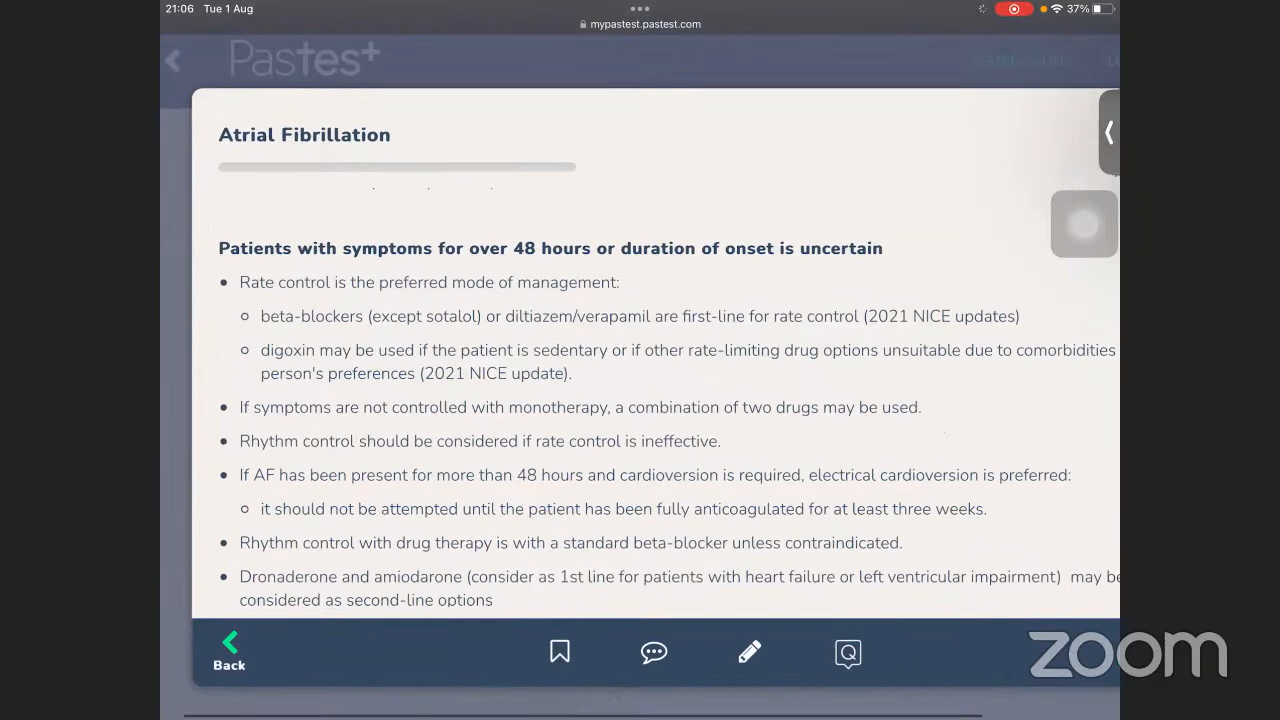 21:06 Tue 1 Aug
37%
mypastest.pastest.com
Pastest+
Atrial Fibrillation
Patients with symptoms for over 48 hours or duration of onset is uncertain
Rate control is the preferred mode of management:
beta-blockers (except sotalol) or diltiazem/verapamil are first-line for rate control (2021 NICE updates)
digoxin may be used if the patient is sedentary or if other rate-limiting drug options unsuitable due to comorbidities
person's preferences (2021 NICE update).
If symptoms are not controlled with monotherapy, a combination of two drugs may be used.
Rhythm control should be considered if rate control is ineffective.
If AF has been present for more than 48 hours and cardioversion is required, electrical cardioversion is preferred:
it should not be attempted until the patient has been fully anticoagulated for at least three weeks.
Rhythm control with drug therapy is with a standard beta-blocker unless contraindicated.
Dronaderone and amiodarone (consider as 1st line for patients with heart failure or left ventricular impairment) may be
considered as second-line options
Back
Q
zoom